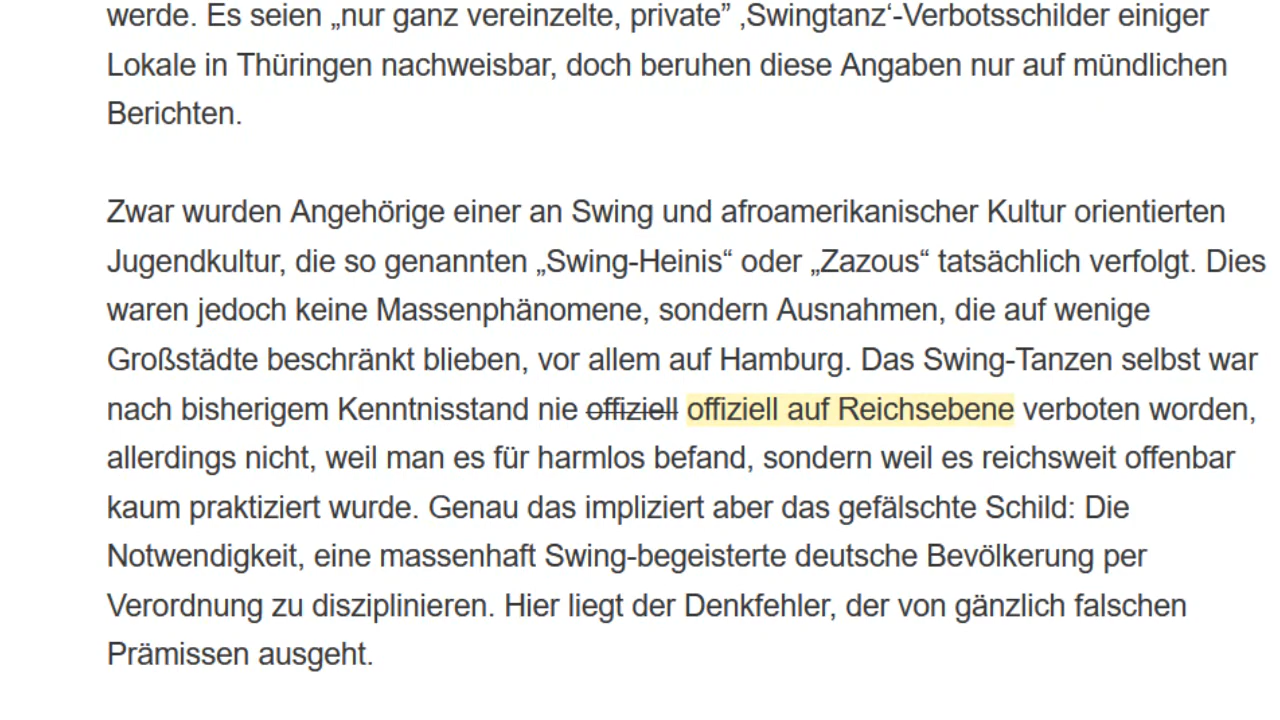 werde. Es seien „nur ganz vereinzelte, private” ‚Swingtanz‘-Verbotsschilder einiger
Lokale in Thüringen nachweisbar, doch beruhen diese Angaben nur auf mündlichen
Berichten.
Zwar wurden Angehörige einer an Swing und afroamerikanischer Kultur orientierten
Jugendkultur, die so genannten „Swing-Heinis“ oder „Zazous“ tatsächlich verfolgt. Dies
waren jedoch keine Massenphänomene, sondern Ausnahmen, die auf wenige
Großstädte beschränkt blieben, vor allem auf Hamburg. Das Swing-Tanzen selbst war
nach bisherigem Kenntnisstand nie offiziell offiziell auf Reichsebene verboten worden,
allerdings nicht, weil man es für harmlos befand, sondern weil es reichsweit offenbar
kaum praktiziert wurde. Genau das impliziert aber das gefälschte Schild: Die
Notwendigkeit, eine massenhaft Swing-begeisterte deutsche Bevölkerung per
Verordnung zu disziplinieren. Hier liegt der Denkfehler, der von gänzlich falschen
Prämissen ausgeht.